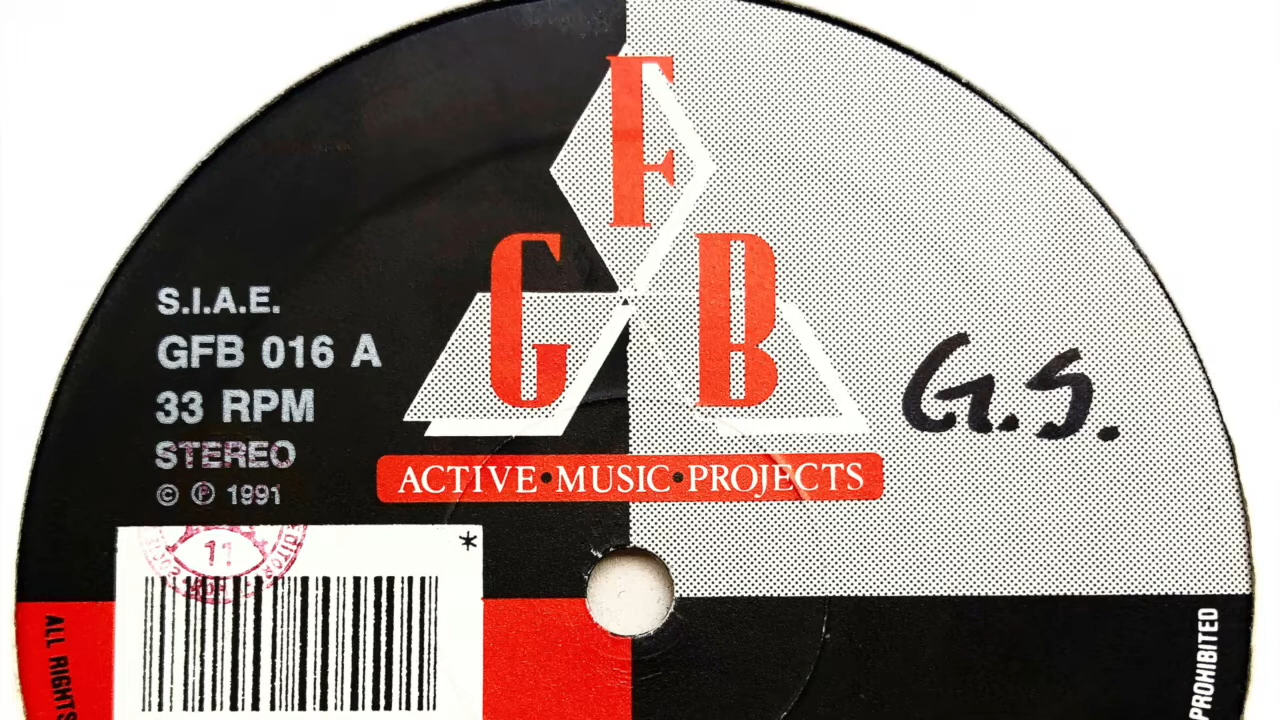 F
G B
S.I.A.E.
GFB 016 A
33 RPM
STEREO
© ℗ 1991
ACTIVE • MUSIC • PROJECTS
G.S.
*
11
ALL RIGHTS
PROHIBITED